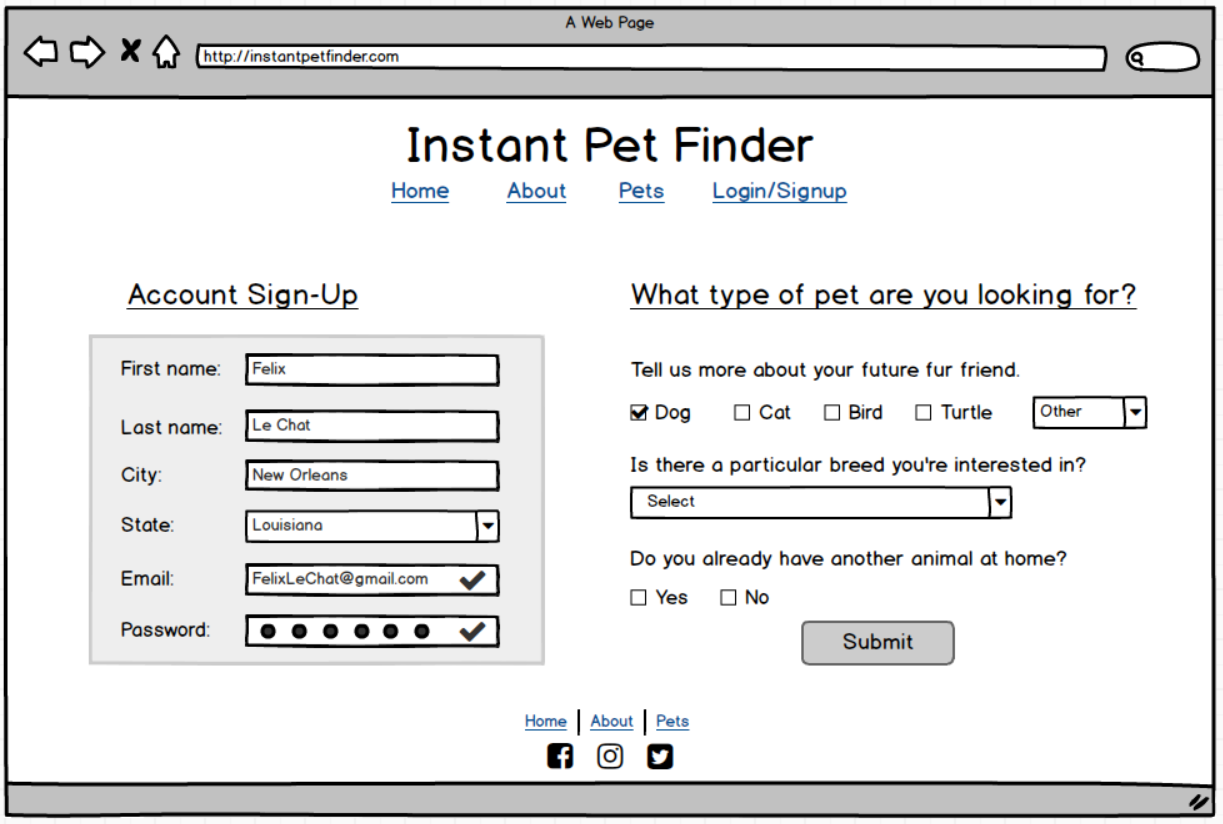 A Web Page
http://instantpetfinder.com
Instant Pet Finder
Home About Pets Login/Signup
Account Sign-Up
First name: Felix
Last name: Le Chat
City: New Orleans
State: Louisiana
Email: FelixLeChat@gmail.com
Password:
What type of pet are you looking for?
Tell us more about your future fur friend.
Dog Cat Bird Turtle Other
Is there a particular breed you're interested in?
Select
Do you already have another animal at home?
Yes No
Submit
Home About Pets